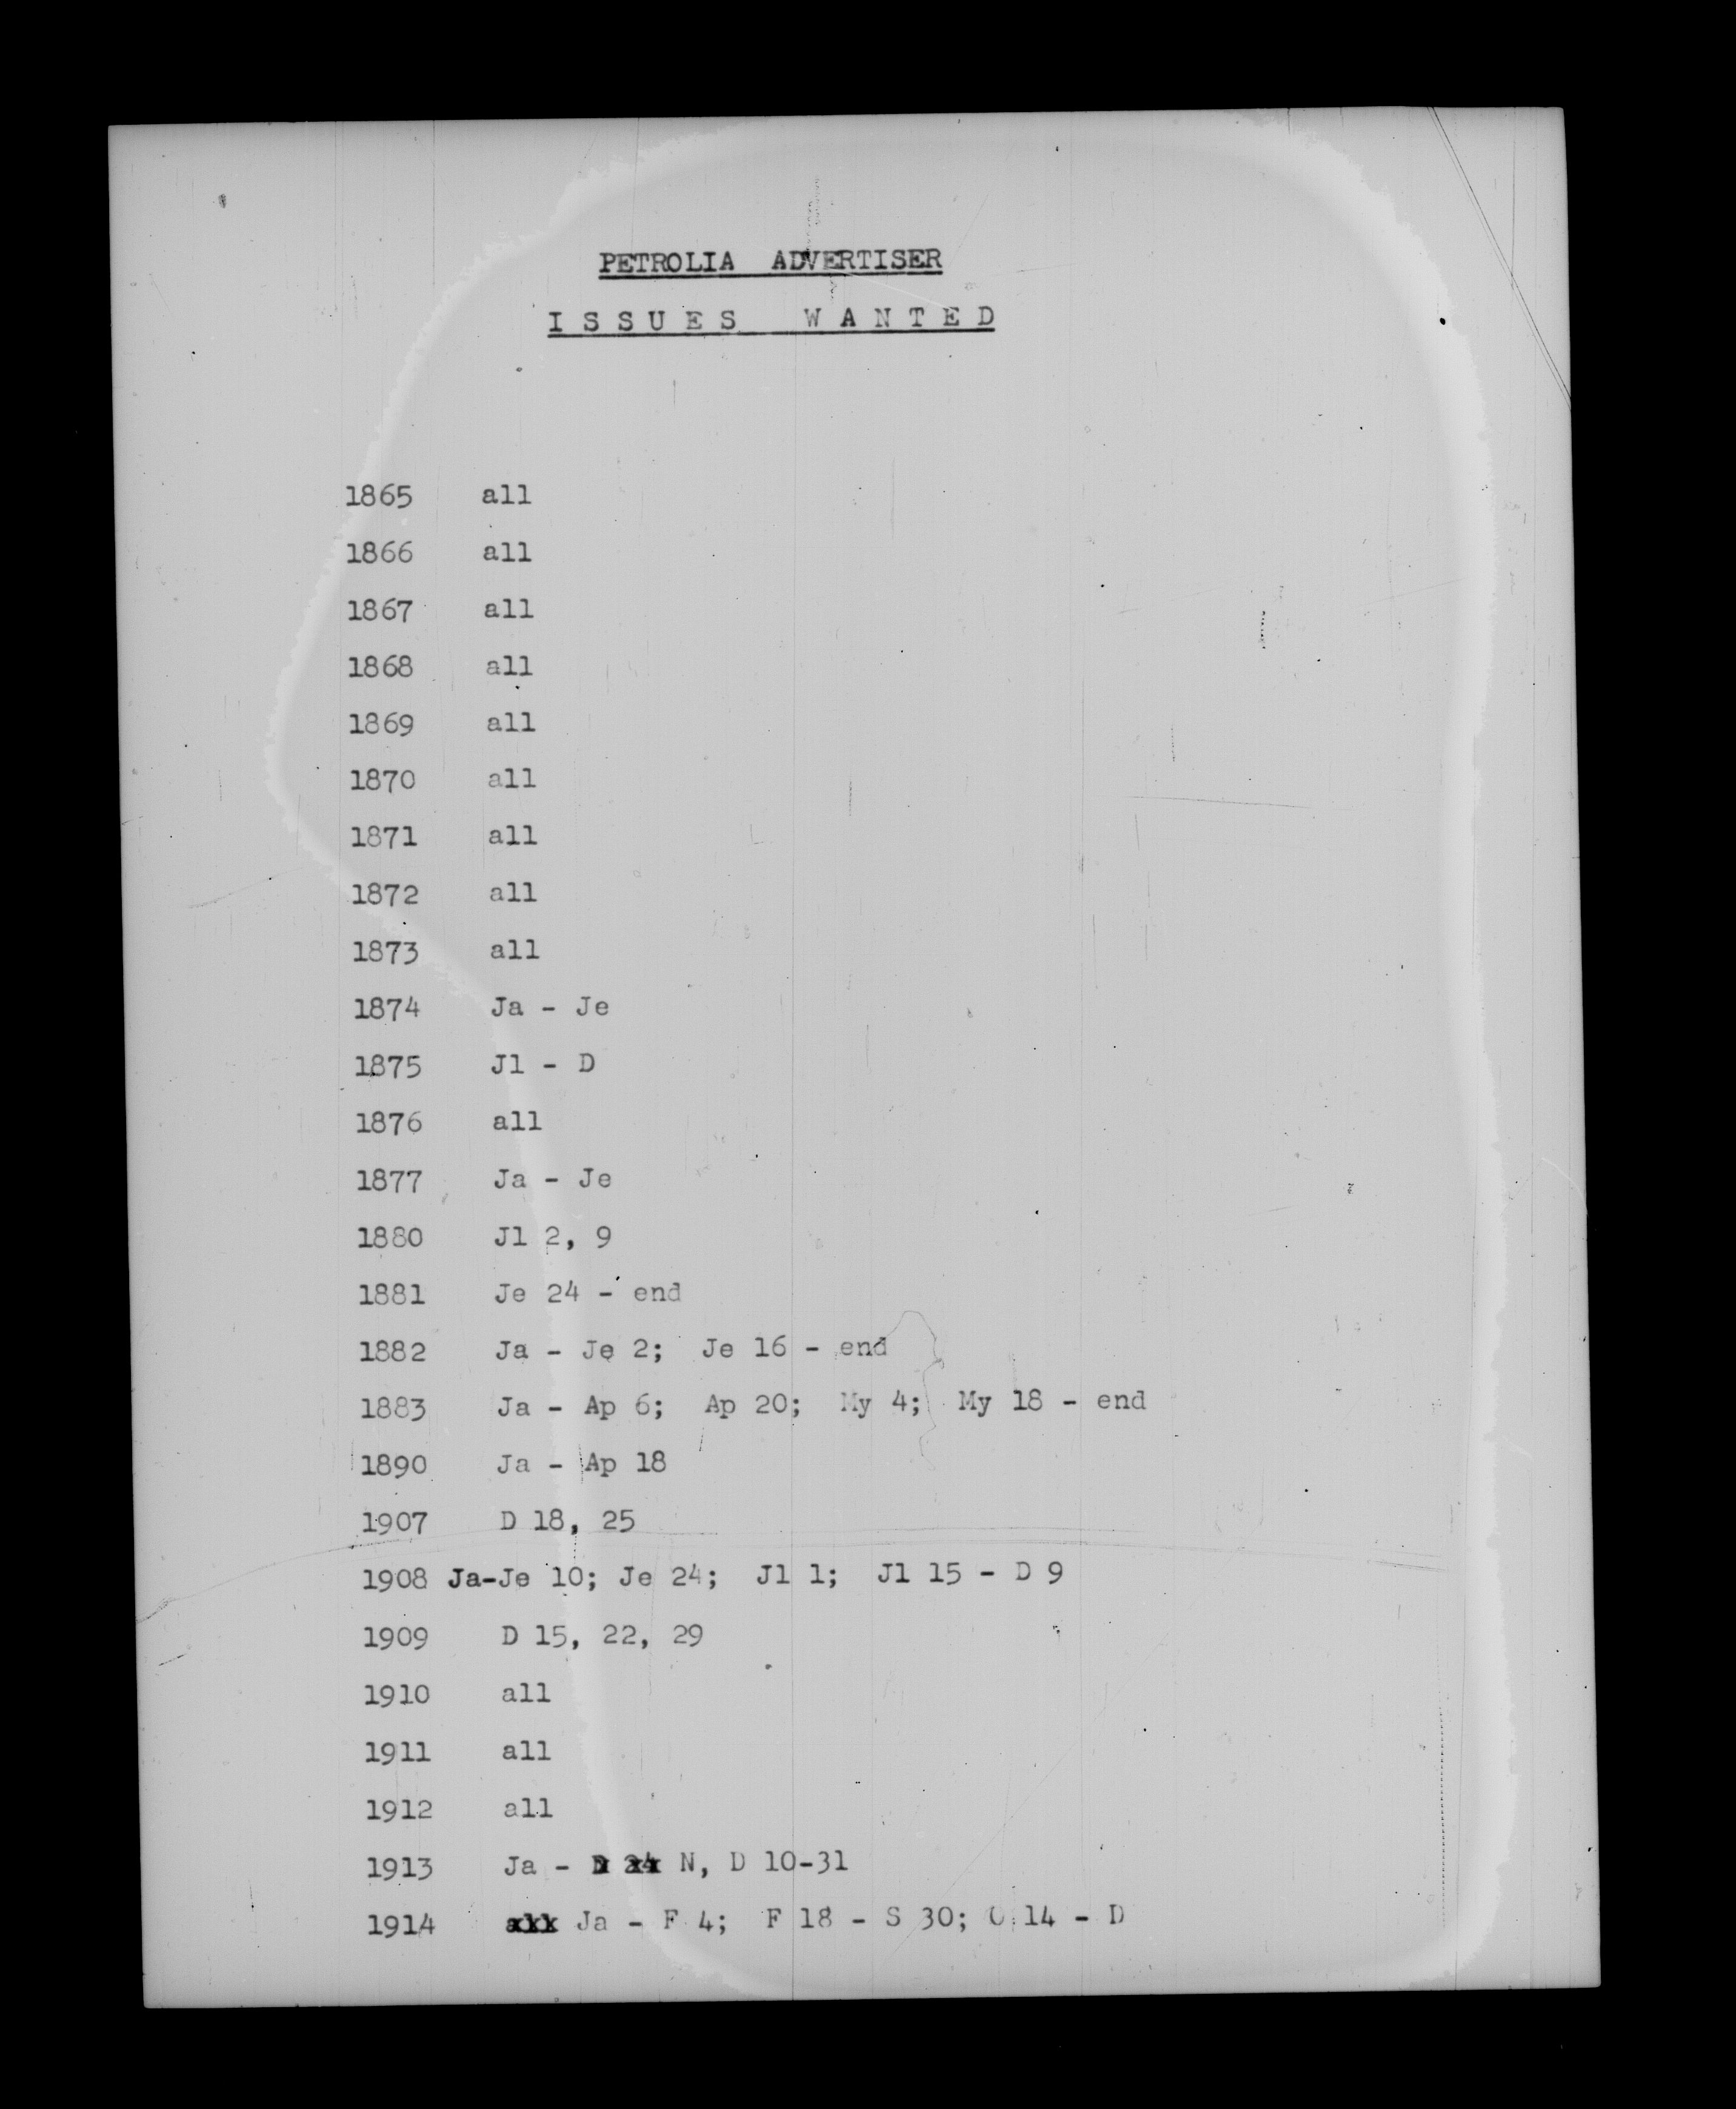 PETROLIA ADVERTISER
ISSUES WANTED
1865 all
1866 all
1867 all
1868 all
1869 all
1870 all
1871 all
1872 all
1873 all
1874 Ja - Je
1875 Jl - D
1876 all
1877 Ja - Je
1880 Jl 2, 9
1881 Je 24 - end
1882 Ja - Je 2; Je 16 - end
1883 Ja - Ap 6; Ap 20; My 4; My 18 - end
1890 Ja - Ap 18
1907 D 18, 25
1908 Ja-Je 10; Je 24; Jl 1; Jl 15 - D 9
1909 D 15, 22, 29
1910 all
1911 all
1912 all
1913 Ja - N, D 10-31
1914 Ja - F 4; F 18 - S 30; O 14 - D